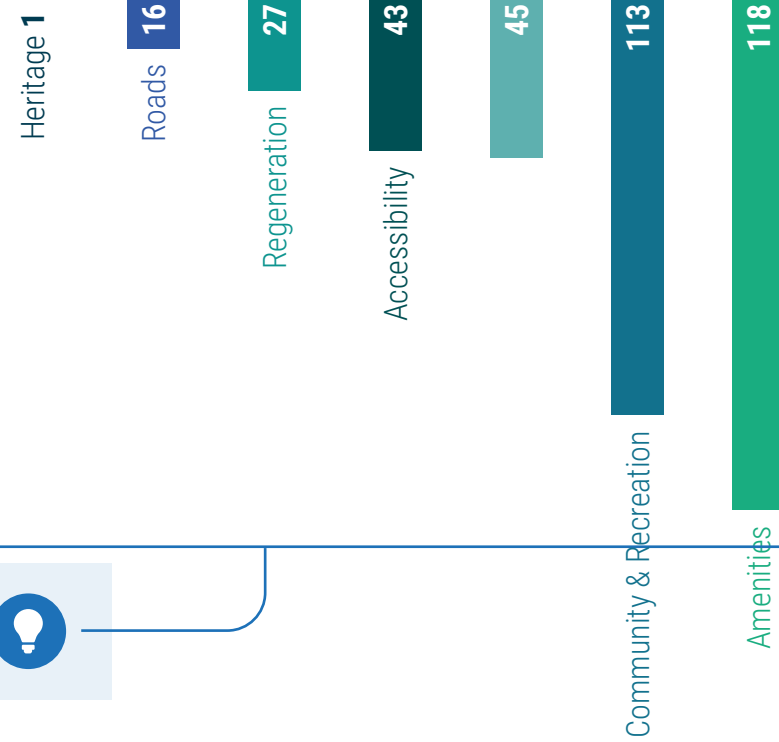 Heritage 1
16
Roads
27
Regeneration
43
Accessibility
45
113
Community & Recreation
118
Amenities